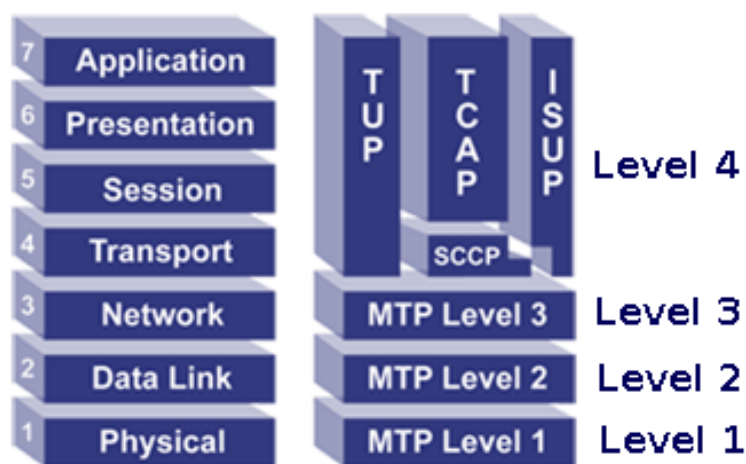 7 Application
6 Presentation
5 Session
4 Transport
3 Network
2 Data Link
1 Physical
TUP
TCAP
ISUP
SCCP
Level 4
MTP Level 3 Level 3
MTP Level 2 Level 2
MTP Level 1 Level 1